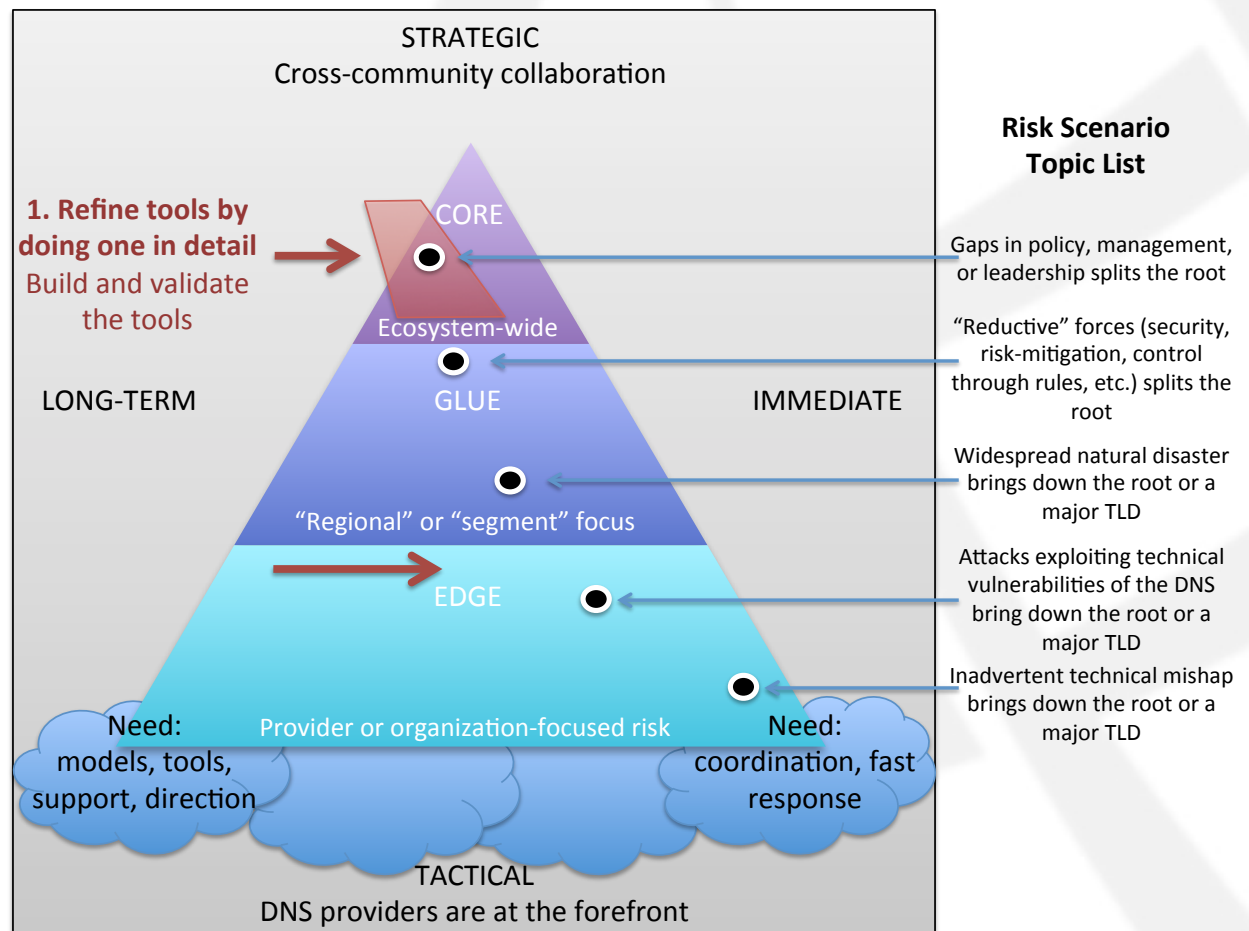 STRATEGIC
Cross-community collaboration
Risk Scenario
Topic List
1. Refine tools by
doing one in detail
Build and validate
the tools
CORE
Ecosystem-wide
Gaps in policy, management,
or leadership splits the root
“Reductive” forces (security,
risk-mitigation, control
through rules, etc.) splits the
root
LONG-TERM
GLUE
IMMEDIATE
“Regional” or “segment” focus
Widespread natural disaster
brings down the root or a
major TLD
EDGE
Attacks exploiting technical
vulnerabilities of the DNS
bring down the root or a
major TLD
Inadvertent technical mishap
brings down the root or a
major TLD
Need:
models, tools,
support, direction
Provider or organization-focused risk
Need:
coordination, fast
response
TACTICAL
DNS providers are at the forefront